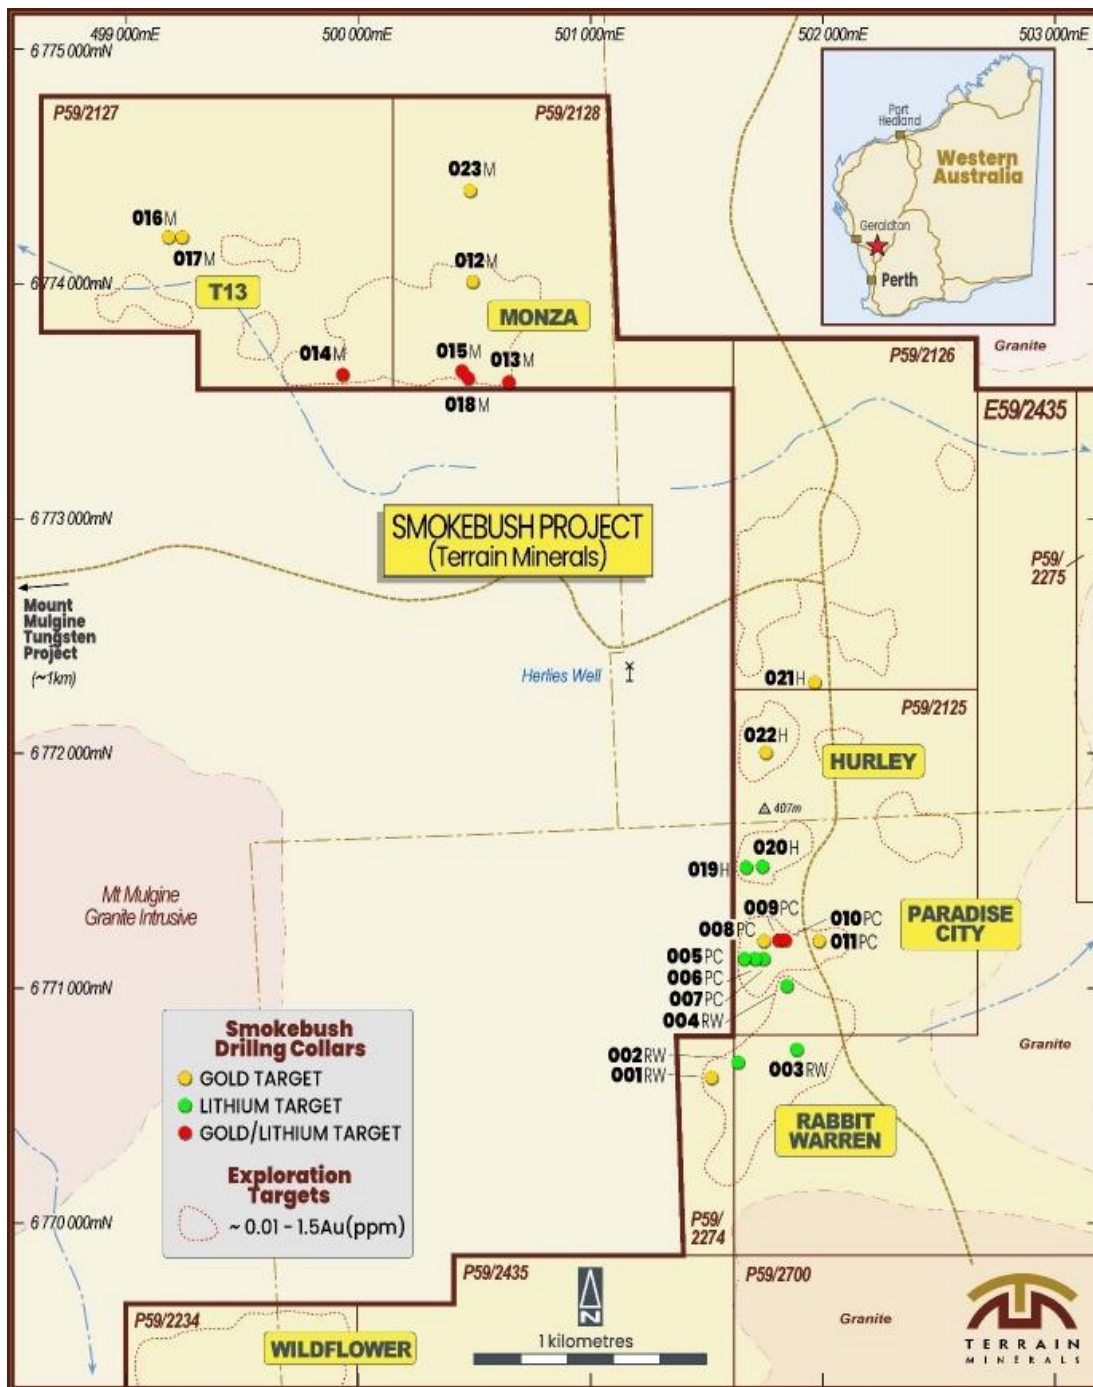 499 000mE
500 000mE
501 000mE
502 000mE
503 000mE
6 775 000mN
P59/2127
P59/2128
Port
Hedland
Western
Australia
Geraldton
Perth
023M
016M
017M
012M
6 774 000mN
T13
MONZA
014M
015M
013M
018M
Granite
P59/2126
E59/2435
6 773 000mN
SMOKEBUSH PROJECT
(Terrain Minerals)
P59/
2275
Mount
Mulgine
Tungsten
Project
(~1km)
Herlies Well
021H
P59/2125
022H
6 772 000mN
HURLEY
407m
020H
019H
Mt Mulgine
Granite Intrusive
009PC
010PC
PARADISE
CITY
008PC
011PC
005PC
006PC
6 771 000mN
007PC
004RW
Granite
002RW
001RW
003RW
RABBIT
WARREN
Smokebush
Drillng Collars
GOLD TARGET
LITHIUM TARGET
GOLD/LITHIUM TARGET
Exploration
Targets
~ 0.01 - 1.5Au(ppm)
6 770 000mN
P59/
2274
P59/2435
P59/2700
P59/2234
WILDFLOWER
N
1 kilometres
Granite
TERRAIN
MINERALS